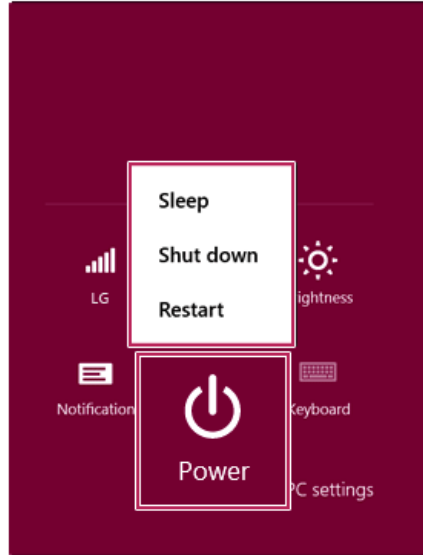 Sleep
Shut down
Restart
LG
ightness
Notification
Power
Keyboard
PC settings